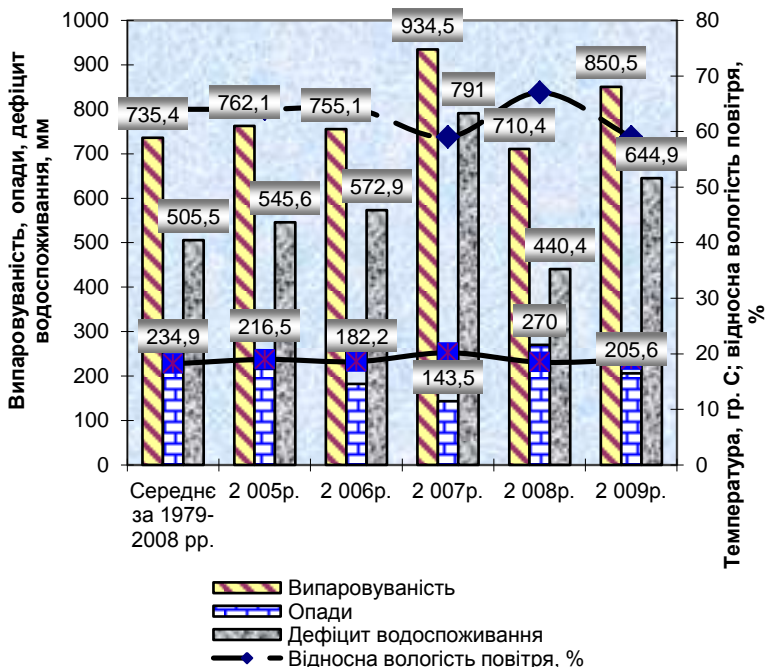 Випаровуваність, опади, дефіцит
водоспоживання, мм
1000
900
800
700
600
500
400
300
200
100
0
735,4
505,5
234,9
762,1
545,6
216,5
755,1
572,9
182,2
934,5
791
143,5
710,4
440,4
270
850,5
644,9
205,6
80
70
60
50
40
30
20
10
0
Температура, гр. С; відносна вологість повітря,
%
Середнє
за 1979-
2008 рр.
2 005р.
2 006р.
2 007р.
2 008р.
2 009р.
Випаровуваність
Опади
Дефіцит водоспоживання
Відносна вологість повітря, %